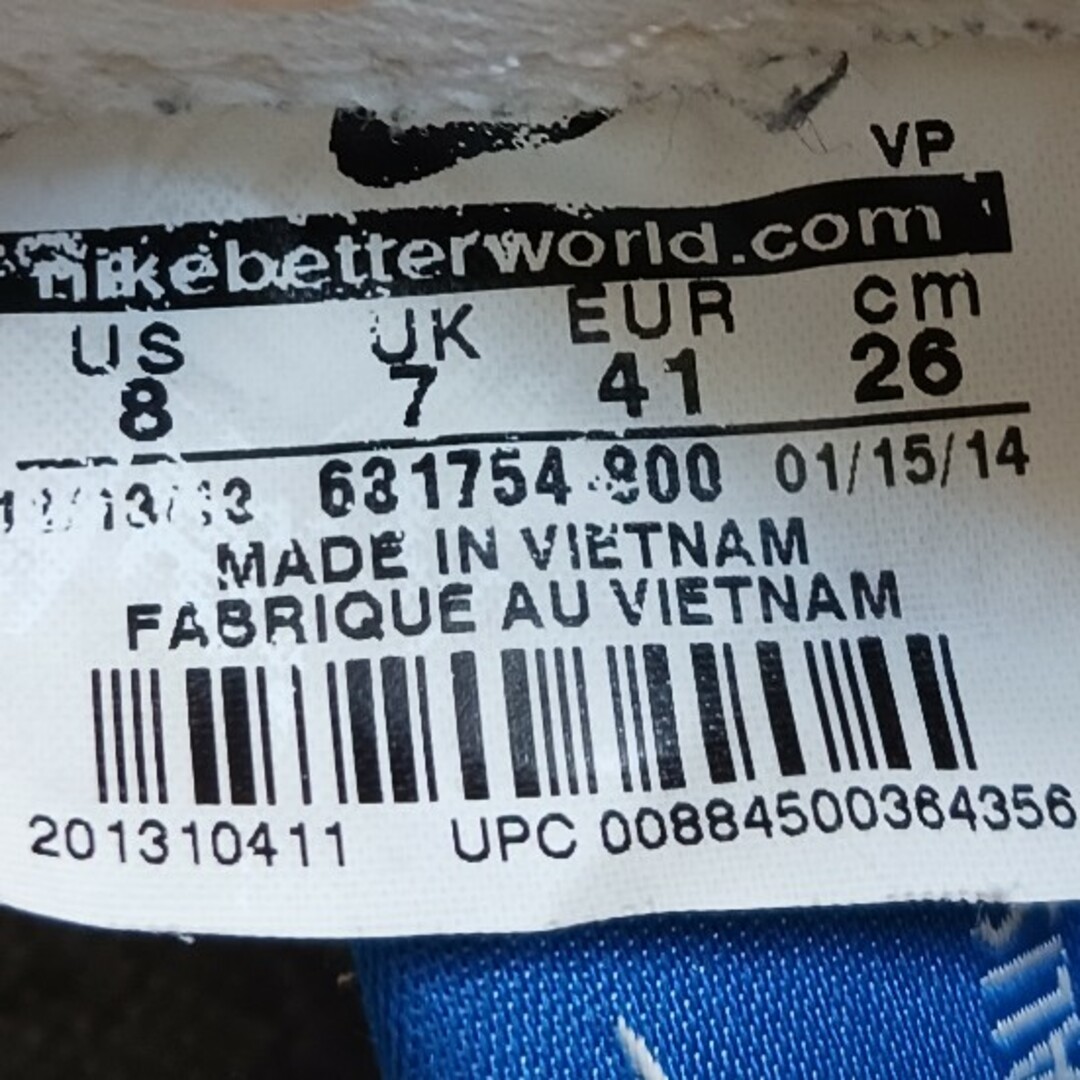 VP
nikebetterworld.com
US UK EUR cm
8 7 41 26
631754 01/15/14
MADE IN VIETNAM
FABRIQUE AU VIETNAM
201310411 UPC 00884500364356